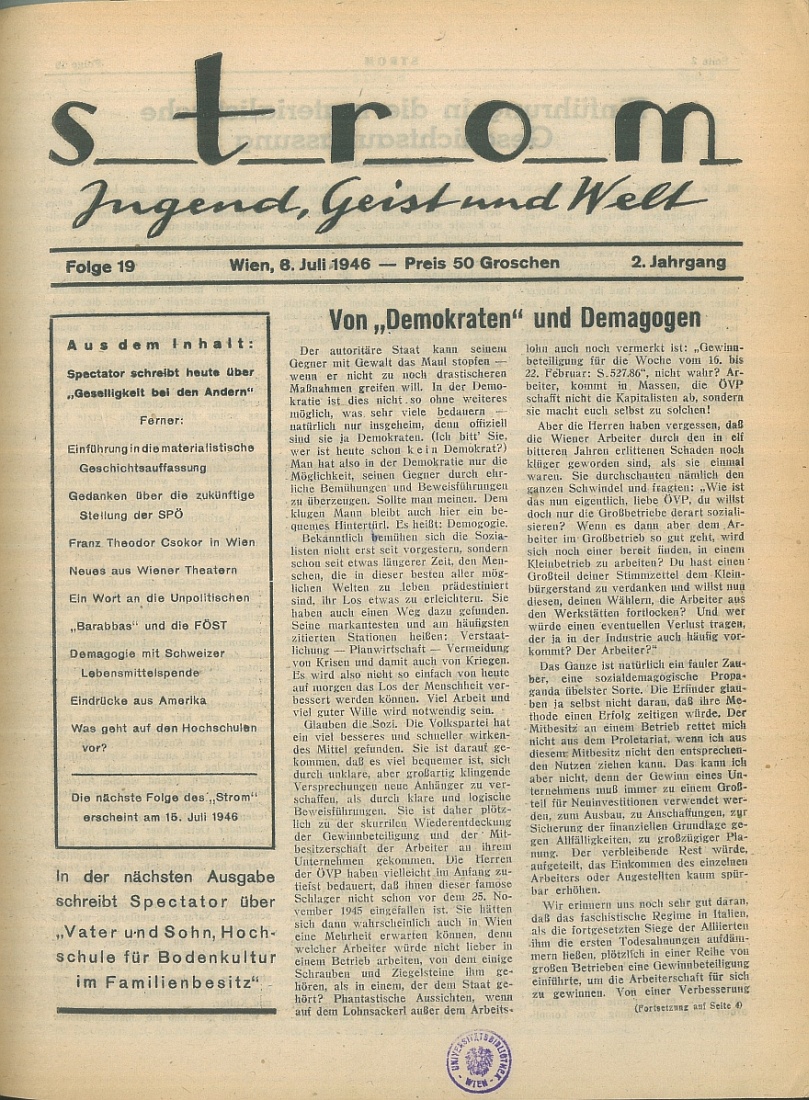 strom
Jugend, Geist und Welt
Folge 19 Wien, 8. Juli 1946 — Preis 50 Groschen 2. Jahrgang
Aus dem Inhalt:
Spectator schreibt heute über
„Geselligkeit bei den Andern“
Ferner:
Einführung in die materialistische
Geschichtsauffassung
Gedanken über die zukünftige
Stellung der SPÖ
Franz Theodor Csokor in Wien
Neues aus Wiener Theatern
Ein Wort an die Unpolitischen
„Barabbas“ und die FÖST
Demagogie mit Schweizer
Lebensmittelspende
Eindrücke aus Amerika
Was geht auf den Hochschulen
vor?
Die nächste Folge des „Strom“
erscheint am 15. Juli 1946
In der nächsten Ausgabe
schreibt Spectator über
„Vater und Sohn, Hoch-
schule für Bodenkultur
im Familienbesitz“
Von „Demokraten“ und Demagogen
Der autoritäre Staat kann seinem
Gegner mit Gewalt das Maul stopfen —
wenn er nicht zu noch drastischeren
Maßnahmen greifen will. In der Demo-
kratie ist dies nicht so ohne weiteres
möglich, was sehr viele bedauern —
natürlich nur insgeheim, denn offiziell
sind sie ja Demokraten. (Ich bitt' Sie,
wer ist heute schon kein Demokrat?)
Man hat also in der Demokratie nur die
Möglichkeit, seinen Gegner durch ehr-
liche Bemühungen und Beweisführungen
zu überzeugen. Sollte man meinen. Dem
klugen Mann bleibt auch hier ein be-
quemes Hintertürl. Es heißt: Demogogie.
Bekanntlich bemühen sich die Sozia-
listen nicht erst seit vorgestern, sondern
schon seit etwas längerer Zeit, den Men-
schen, die in dieser besten aller mög-
lichen Welten zu leben prädestiniert
sind, ihr Los etwas zu erleichtern. Sie
haben auch einen Weg dazu gefunden.
Seine markantesten und am häufigsten
zitierten Stationen heißen: Verstaat-
lichung — Planwirtschaft — Vermeidung
von Krisen und damit auch von Kriegen.
Es wird also nicht so einfach von heute
auf morgen das Los der Menschheit ver-
bessert werden können. Viel Arbeit und
viel guter Wille wird notwendig sein.
Glauben die Sozi. Die Volkspartei hat
ein viel besseres und schneller wirken-
des Mittel gefunden. Sie ist darauf ge-
kommen, daß es viel bequemer ist, sich
durch unklare, aber großartig klingende
Versprechungen neue Anhänger zu ver-
schaffen, als durch klare und logische
Beweisführungen. Sie ist daher plötz-
lich zu der skurrilen Wiederentdeckung
der Gewinnbeteiligung und der Mit-
besitzerschaft der Arbeiter an ihrem
Unternehmen gekommen. Die Herren
der ÖVP haben vielleicht im Anfang zu-
tiefst bedauert, daß ihnen dieser famose
Schlager nicht schon vor dem 25. No-
vember 1945 eingefallen ist. Sie hätten
sich dann wahrscheinlich auch in Wien
eine Mehrheit erwarten können, denn
welcher Arbeiter würde nicht lieber in
einem Betrieb arbeiten, von dem einige
Schrauben und Ziegelsteine ihm ge-
hören, als in einem, der dem Staat ge-
hört? Phantastische Aussichten, wenn
auf dem Lohnsackerl außer dem Arbeits-
lohn auch noch vermerkt ist: „Gewinn-
beteiligung für die Woche vom 16. bis
22. Februar: S.527.86“, nicht wahr? Ar-
beiter, kommt in Massen, die ÖVP
schafft nicht die Kapitalisten ab, sondern
sie macht euch selbst zu solchen!
Aber die Herren haben vergessen, daß
die Wiener Arbeiter durch den in elf
bitteren Jahren erlittenen Schaden noch
klüger geworden sind, als sie einmal
waren. Sie durchschauten nämlich den
ganzen Schwindel und fragten: „Wie ist
das nun eigentlich, liebe ÖVP, du willst
doch nur die Großbetriebe derart soziali-
sieren? Wenn es dann aber dem Ar-
beiter im Großbetrieb so gut geht, wird
sich noch einer bereit finden, in einem
Kleinbetrieb zu arbeiten? Du hast einen
Großteil deiner Stimmzettel dem Klein-
bürgerstand zu verdanken und willst nun
diesen, deinen Wählern, die Arbeiter aus
den Werkstätten fortlocken? Und wer
würde einen eventuellen Verlust tragen,
der ja in der Industrie auch häufig vor-
kommt? Der Arbeiter?“
Das Ganze ist natürlich ein fauler Zau-
ber, eine sozialdemagogische Propa-
ganda übelster Sorte. Die Erfinder glau-
ben ja selbst nicht daran, daß ihre Me-
thode einen Erfolg zeitigen würde. Der
Mitbesitz an einem Betrieb rettet mich
nicht aus dem Proletariat, wenn ich aus
diesem Mitbesitz nicht den entsprechen-
den Nutzen ziehen kann. Das kann ich
aber nicht, denn der Gewinn eines Un-
ternehmens muß immer zu einem Groß-
teil für Neuinvestitionen verwendet wer-
den, zum Ausbau, zu Anschaffungen, zur
Sicherung der finanziellen Grundlage ge-
gen Allfälligkeiten, zu großzügiger Pla-
nung. Der verbleibende Rest würde,
aufgeteilt, das Einkommen des einzelnen
Arbeiters oder Angestellten kaum spür-
bar erhöhen.
Wir erinnern uns noch sehr gut daran,
daß das faschistische Regime in Italien,
als die fortgesetzten Siege der Alliierten
ihm die ersten Todesahnungen aufdäm-
mern ließen, plötzlich in einer Reihe von
großen Betrieben eine Gewinnbeteiligung
einführte, um die Arbeiterschaft für sich
zu gewinnen. Von einer Verbesserung
(Fortsetzung auf Seite 4)
UNIVERSITÄTSBIBLIOTHEK
- WIEN -